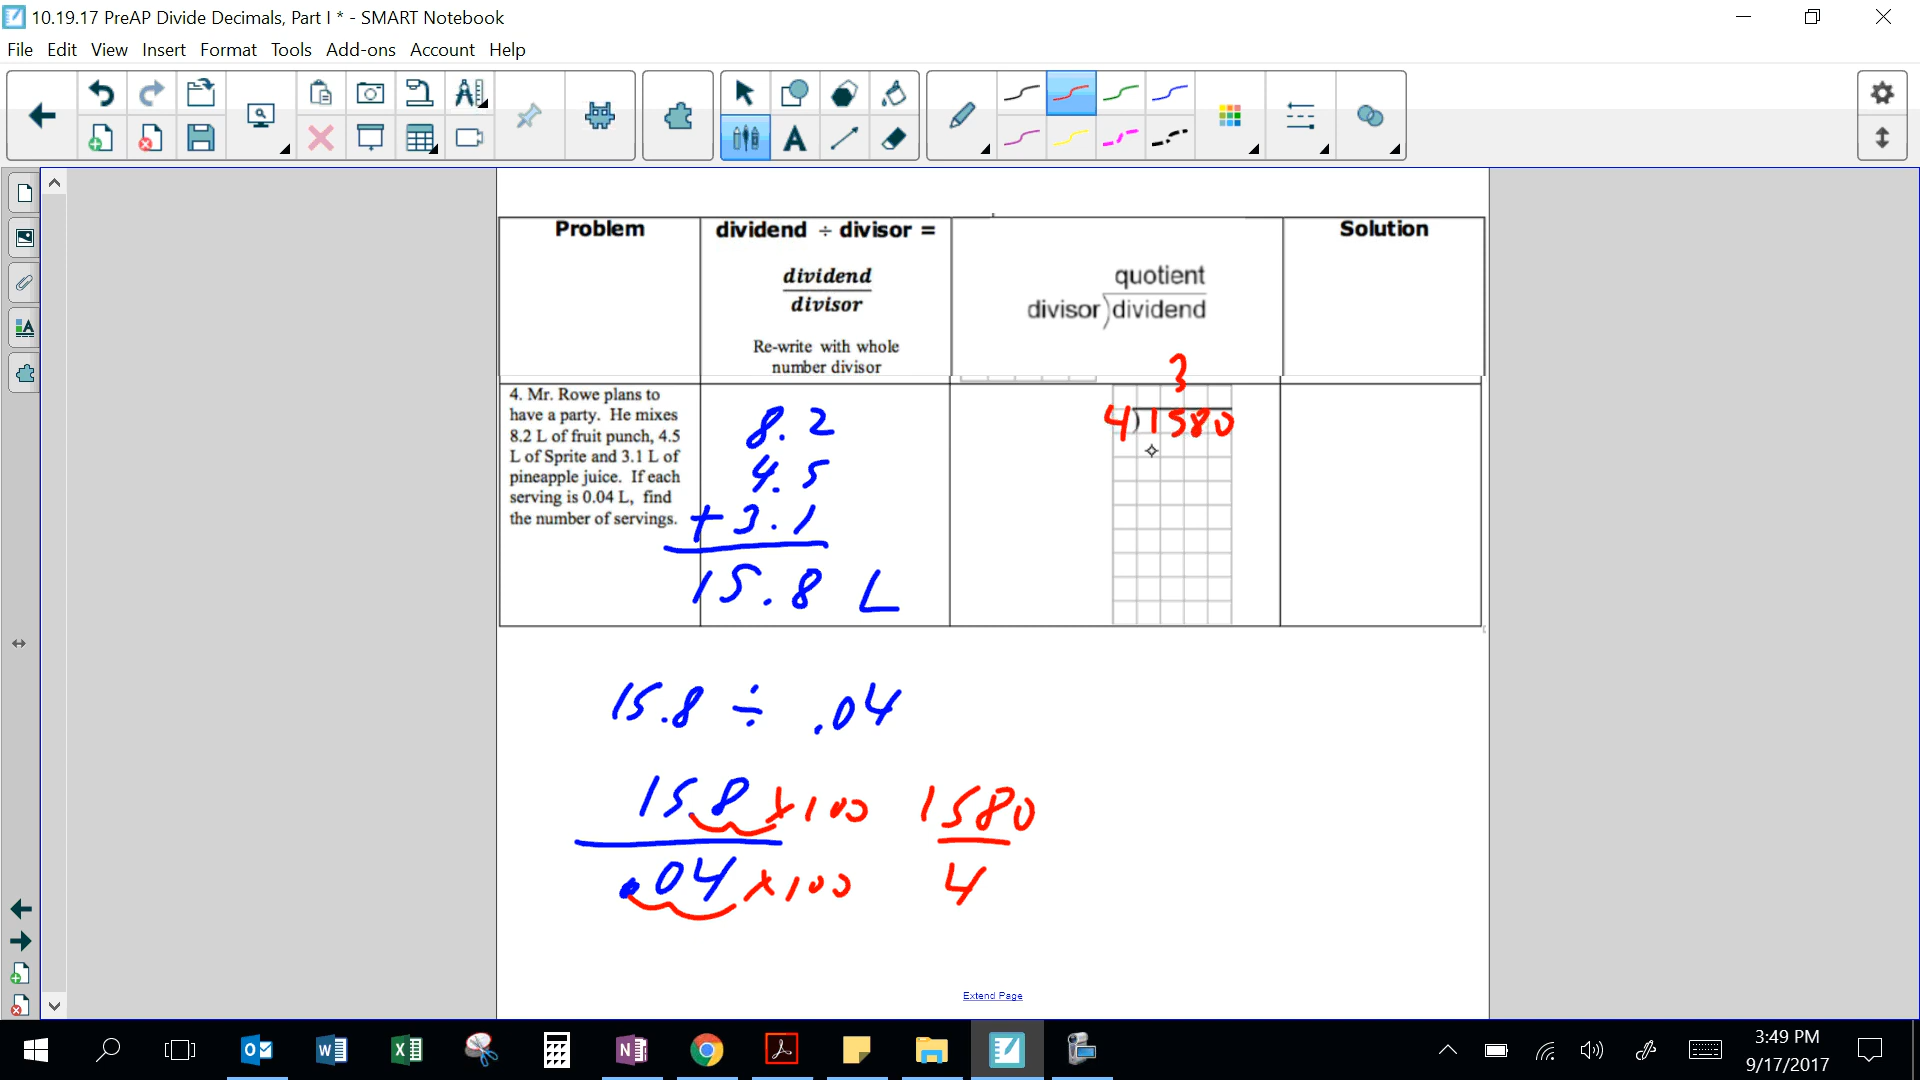 10.19.17 PreAP Divide Decimals, Part I * - SMART Notebook
File Edit View Insert Format Tools Add-ons Account Help
Problem
dividend ÷ divisor =
dividend
divisor
Re-write with whole
number divisor
quotient
divisor)dividend
Solution
4. Mr. Rowe plans to
have a party. He mixes
8.2 L of fruit punch, 4.5
L of Sprite and 3.1 L of
pineapple juice. If each
serving is 0.04 L, find
the number of servings.
8.2
4.5
+ 3.1
15.8 L
3
4)1580
15.8 ÷ .04
15.8 x100
.04 x100
1580
4
Extend Page
3:49 PM
9/17/2017